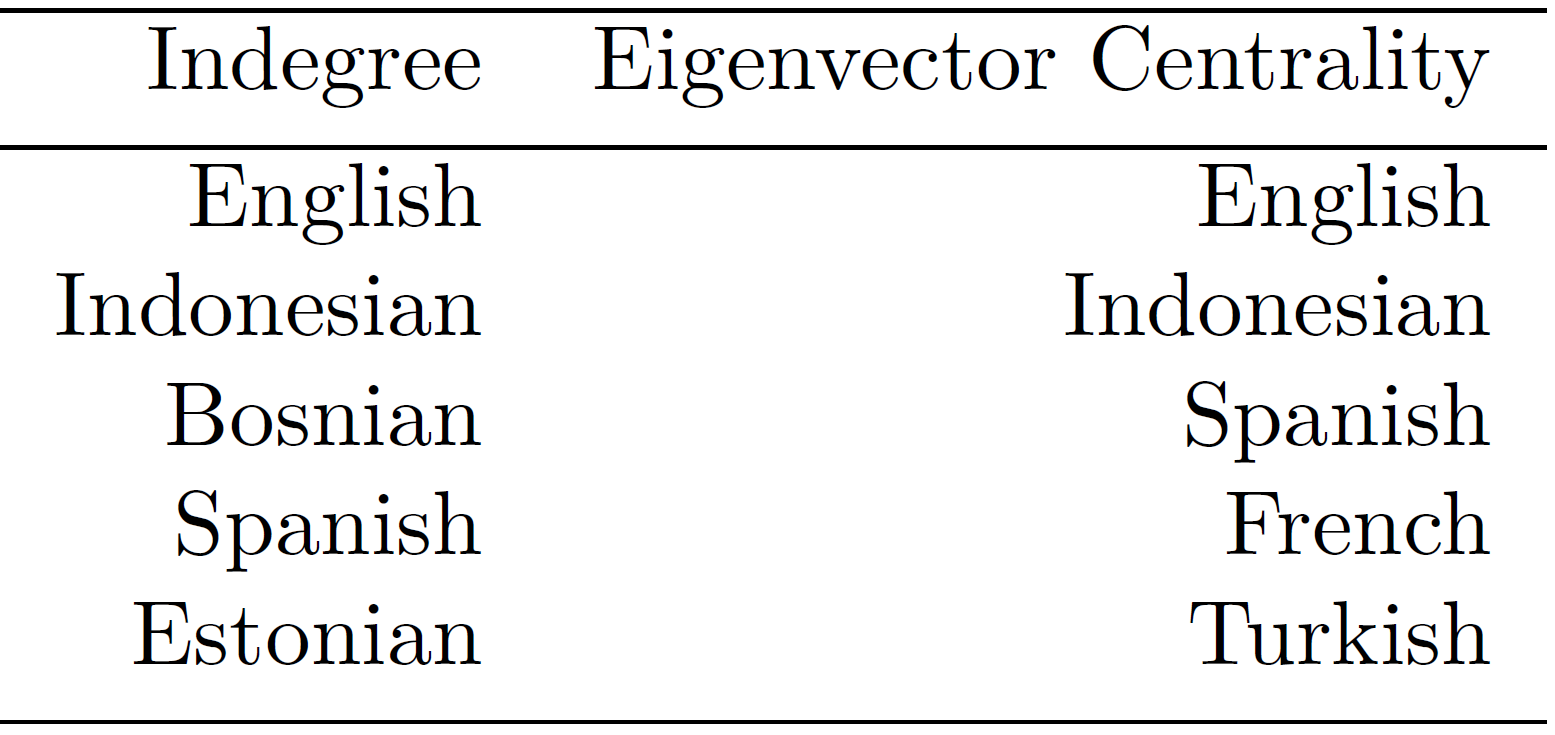 Indegree Eigenvector Centrality
English English
Indonesian Indonesian
Bosnian Spanish
Spanish French
Estonian Turkish